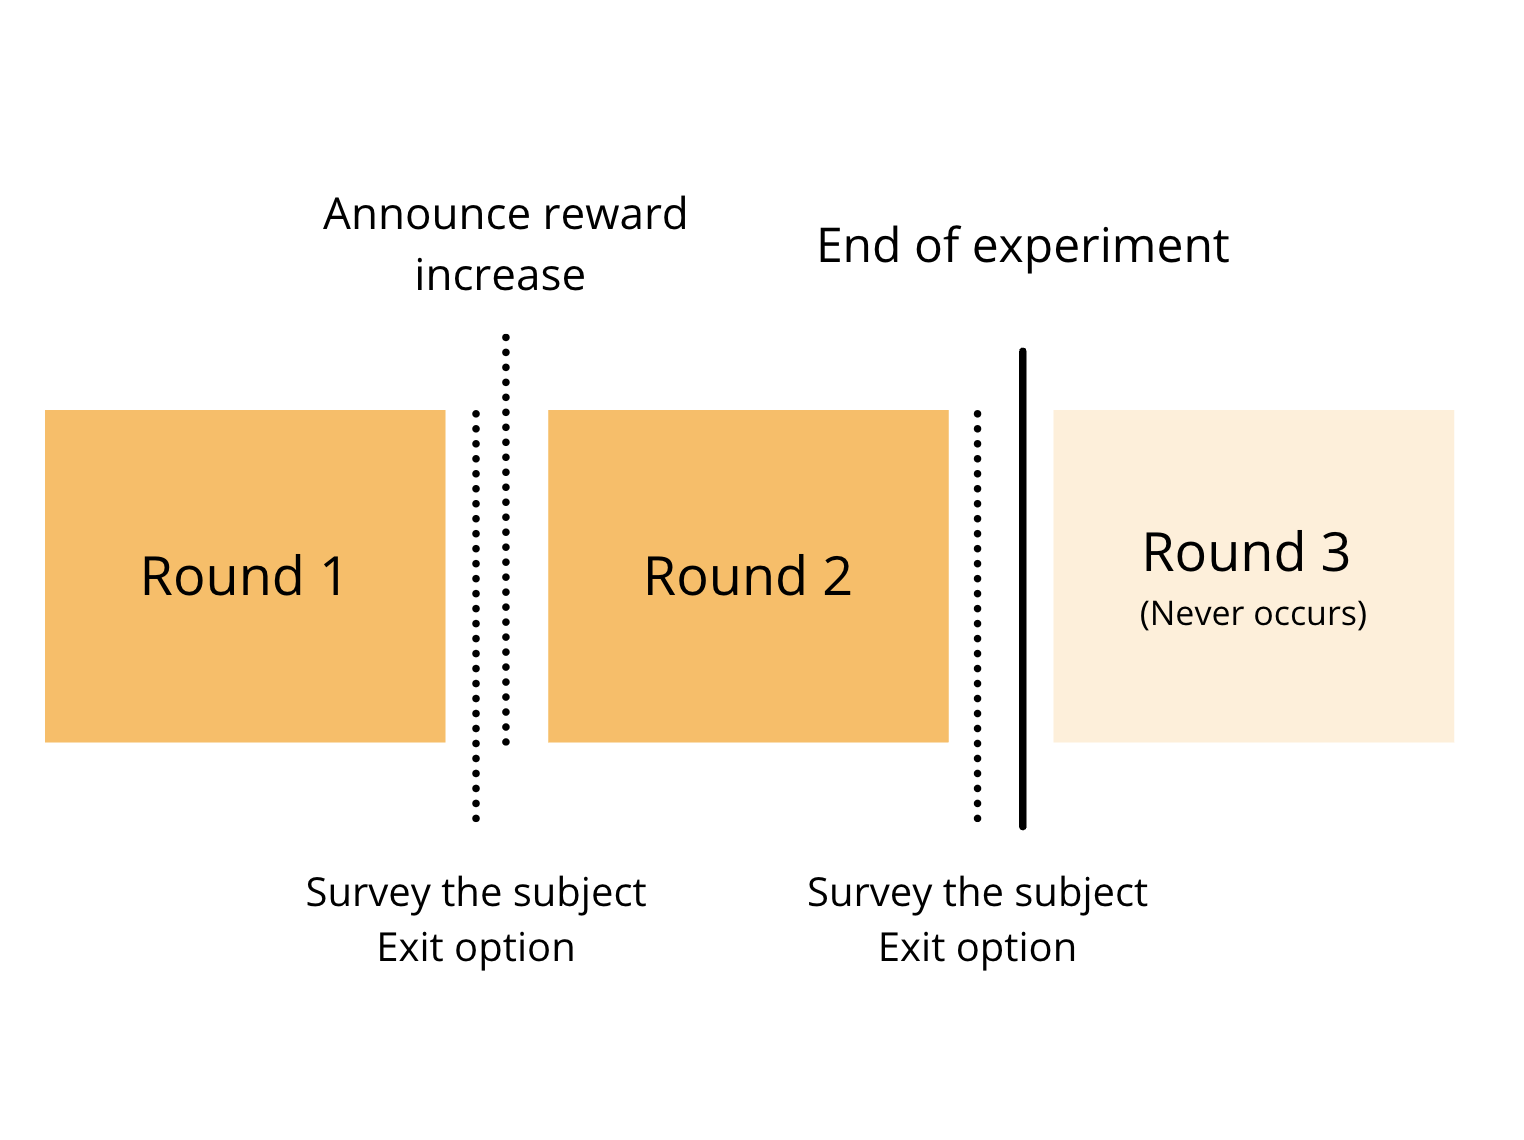 Announce reward
increase
End of experiment
Round 1
Round 2
Round 3
(Never occurs)
Survey the subject
Exit option
Survey the subject
Exit option